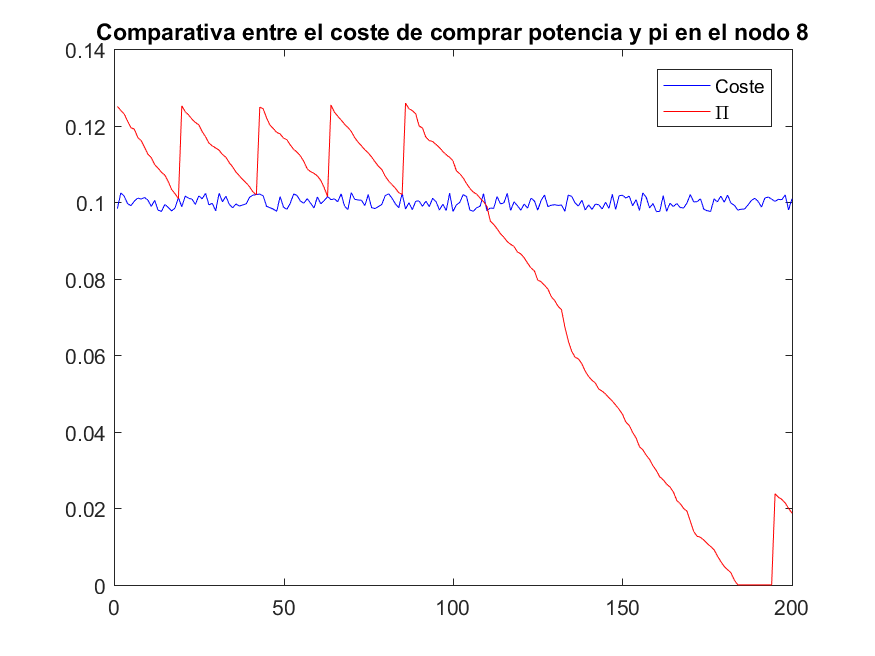 Comparativa entre el coste de comprar potencia y pi en el nodo 8
0.14
0.12
0.1
0.08
0.06
0.04
0.02
0
0 50 100 150 200
Coste
Π